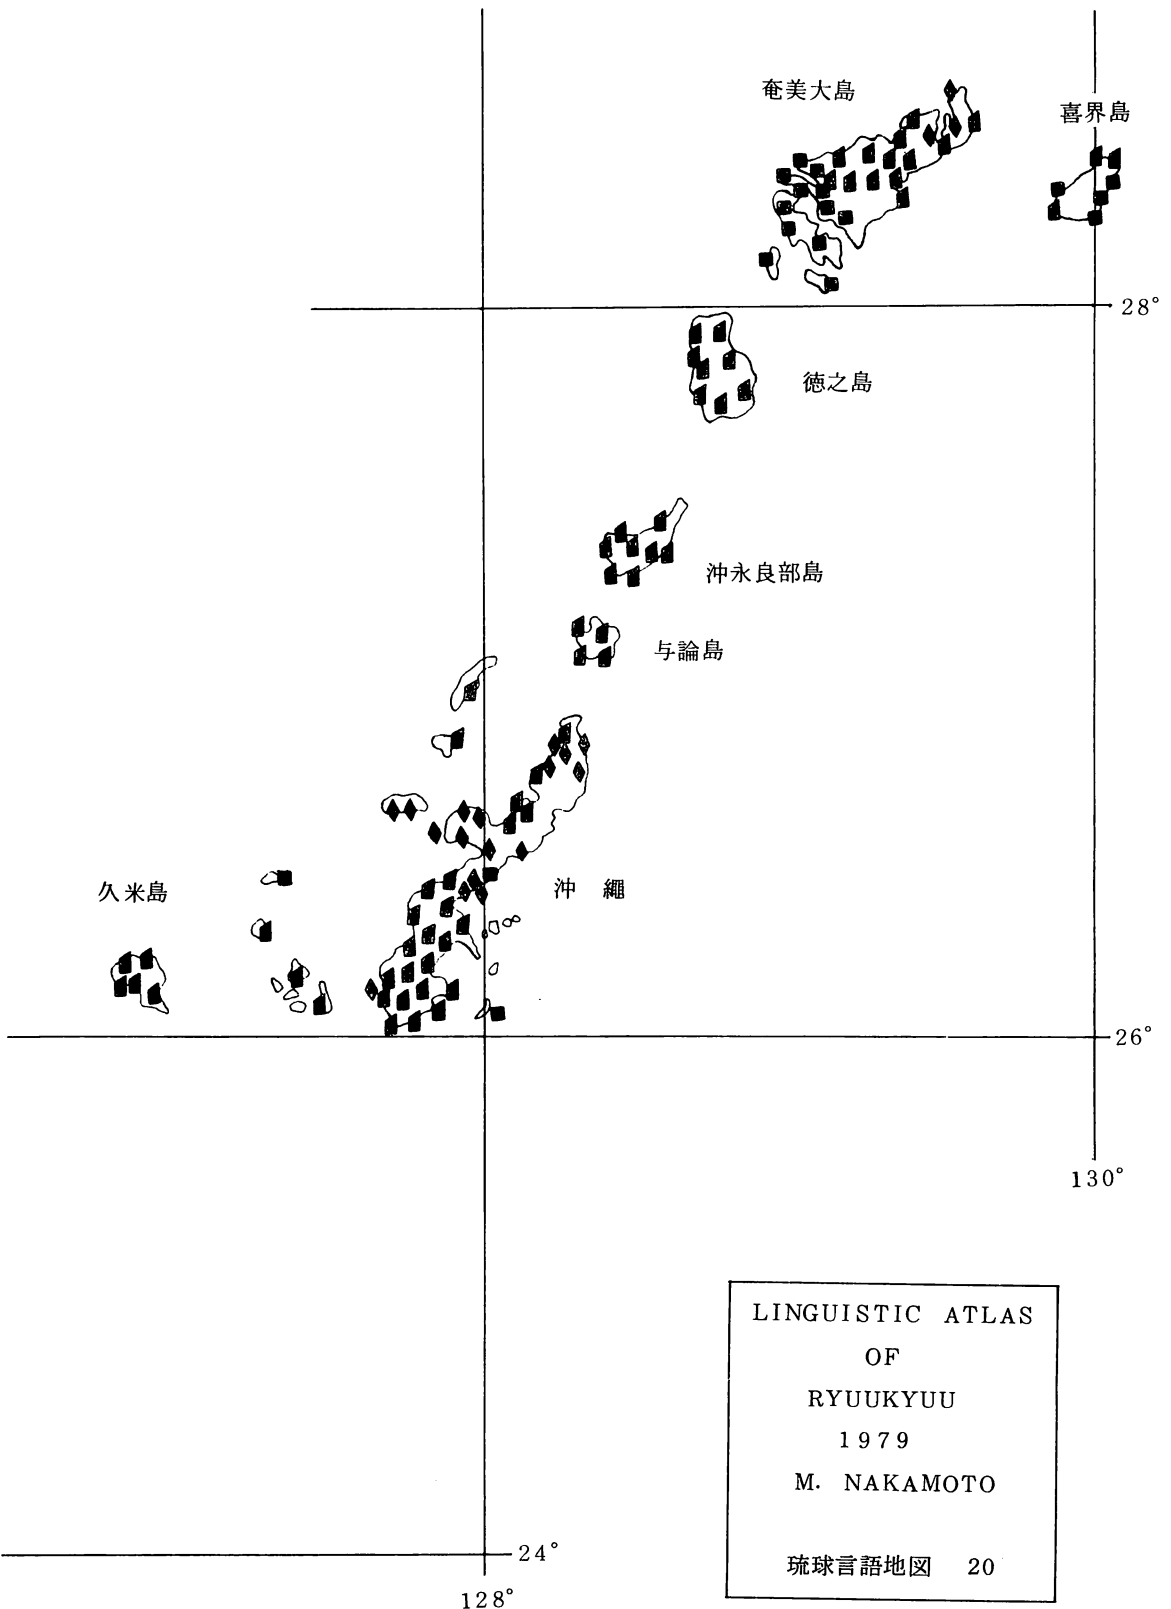 奄美大島
喜界島
28°
徳之島
沖永良部島
与論島
久米島
沖 繩
26°
130°
LINGUISTIC ATLAS
OF
RYUUKYUU
1979
M. NAKAMOTO
琉球言語地図 20
24°
128°